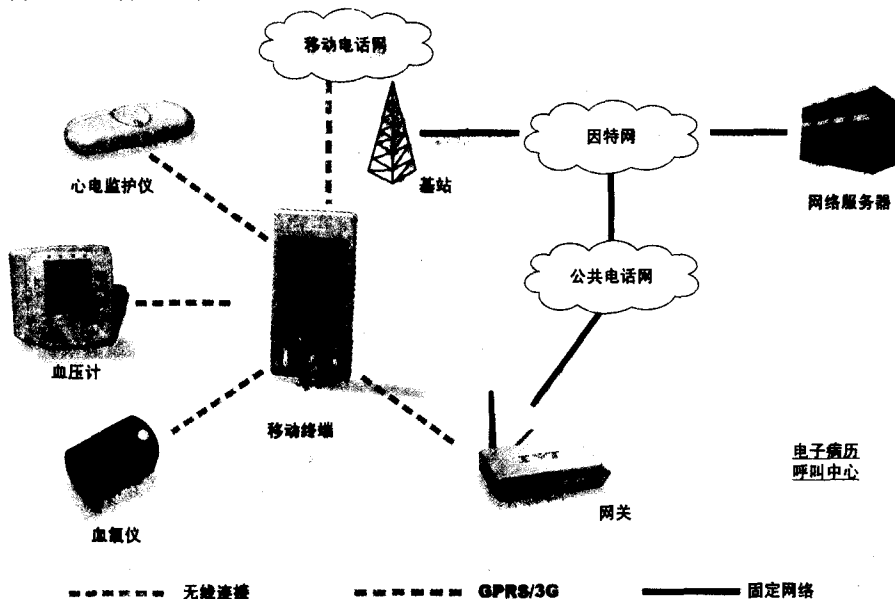 移动电话网
因特网
心电监护仪
基站
网络服务器
公共电话网
血压计
移动终端
电子病历
呼叫中心
网关
血氧仪
无线连接
GPRS/3G
固定网络